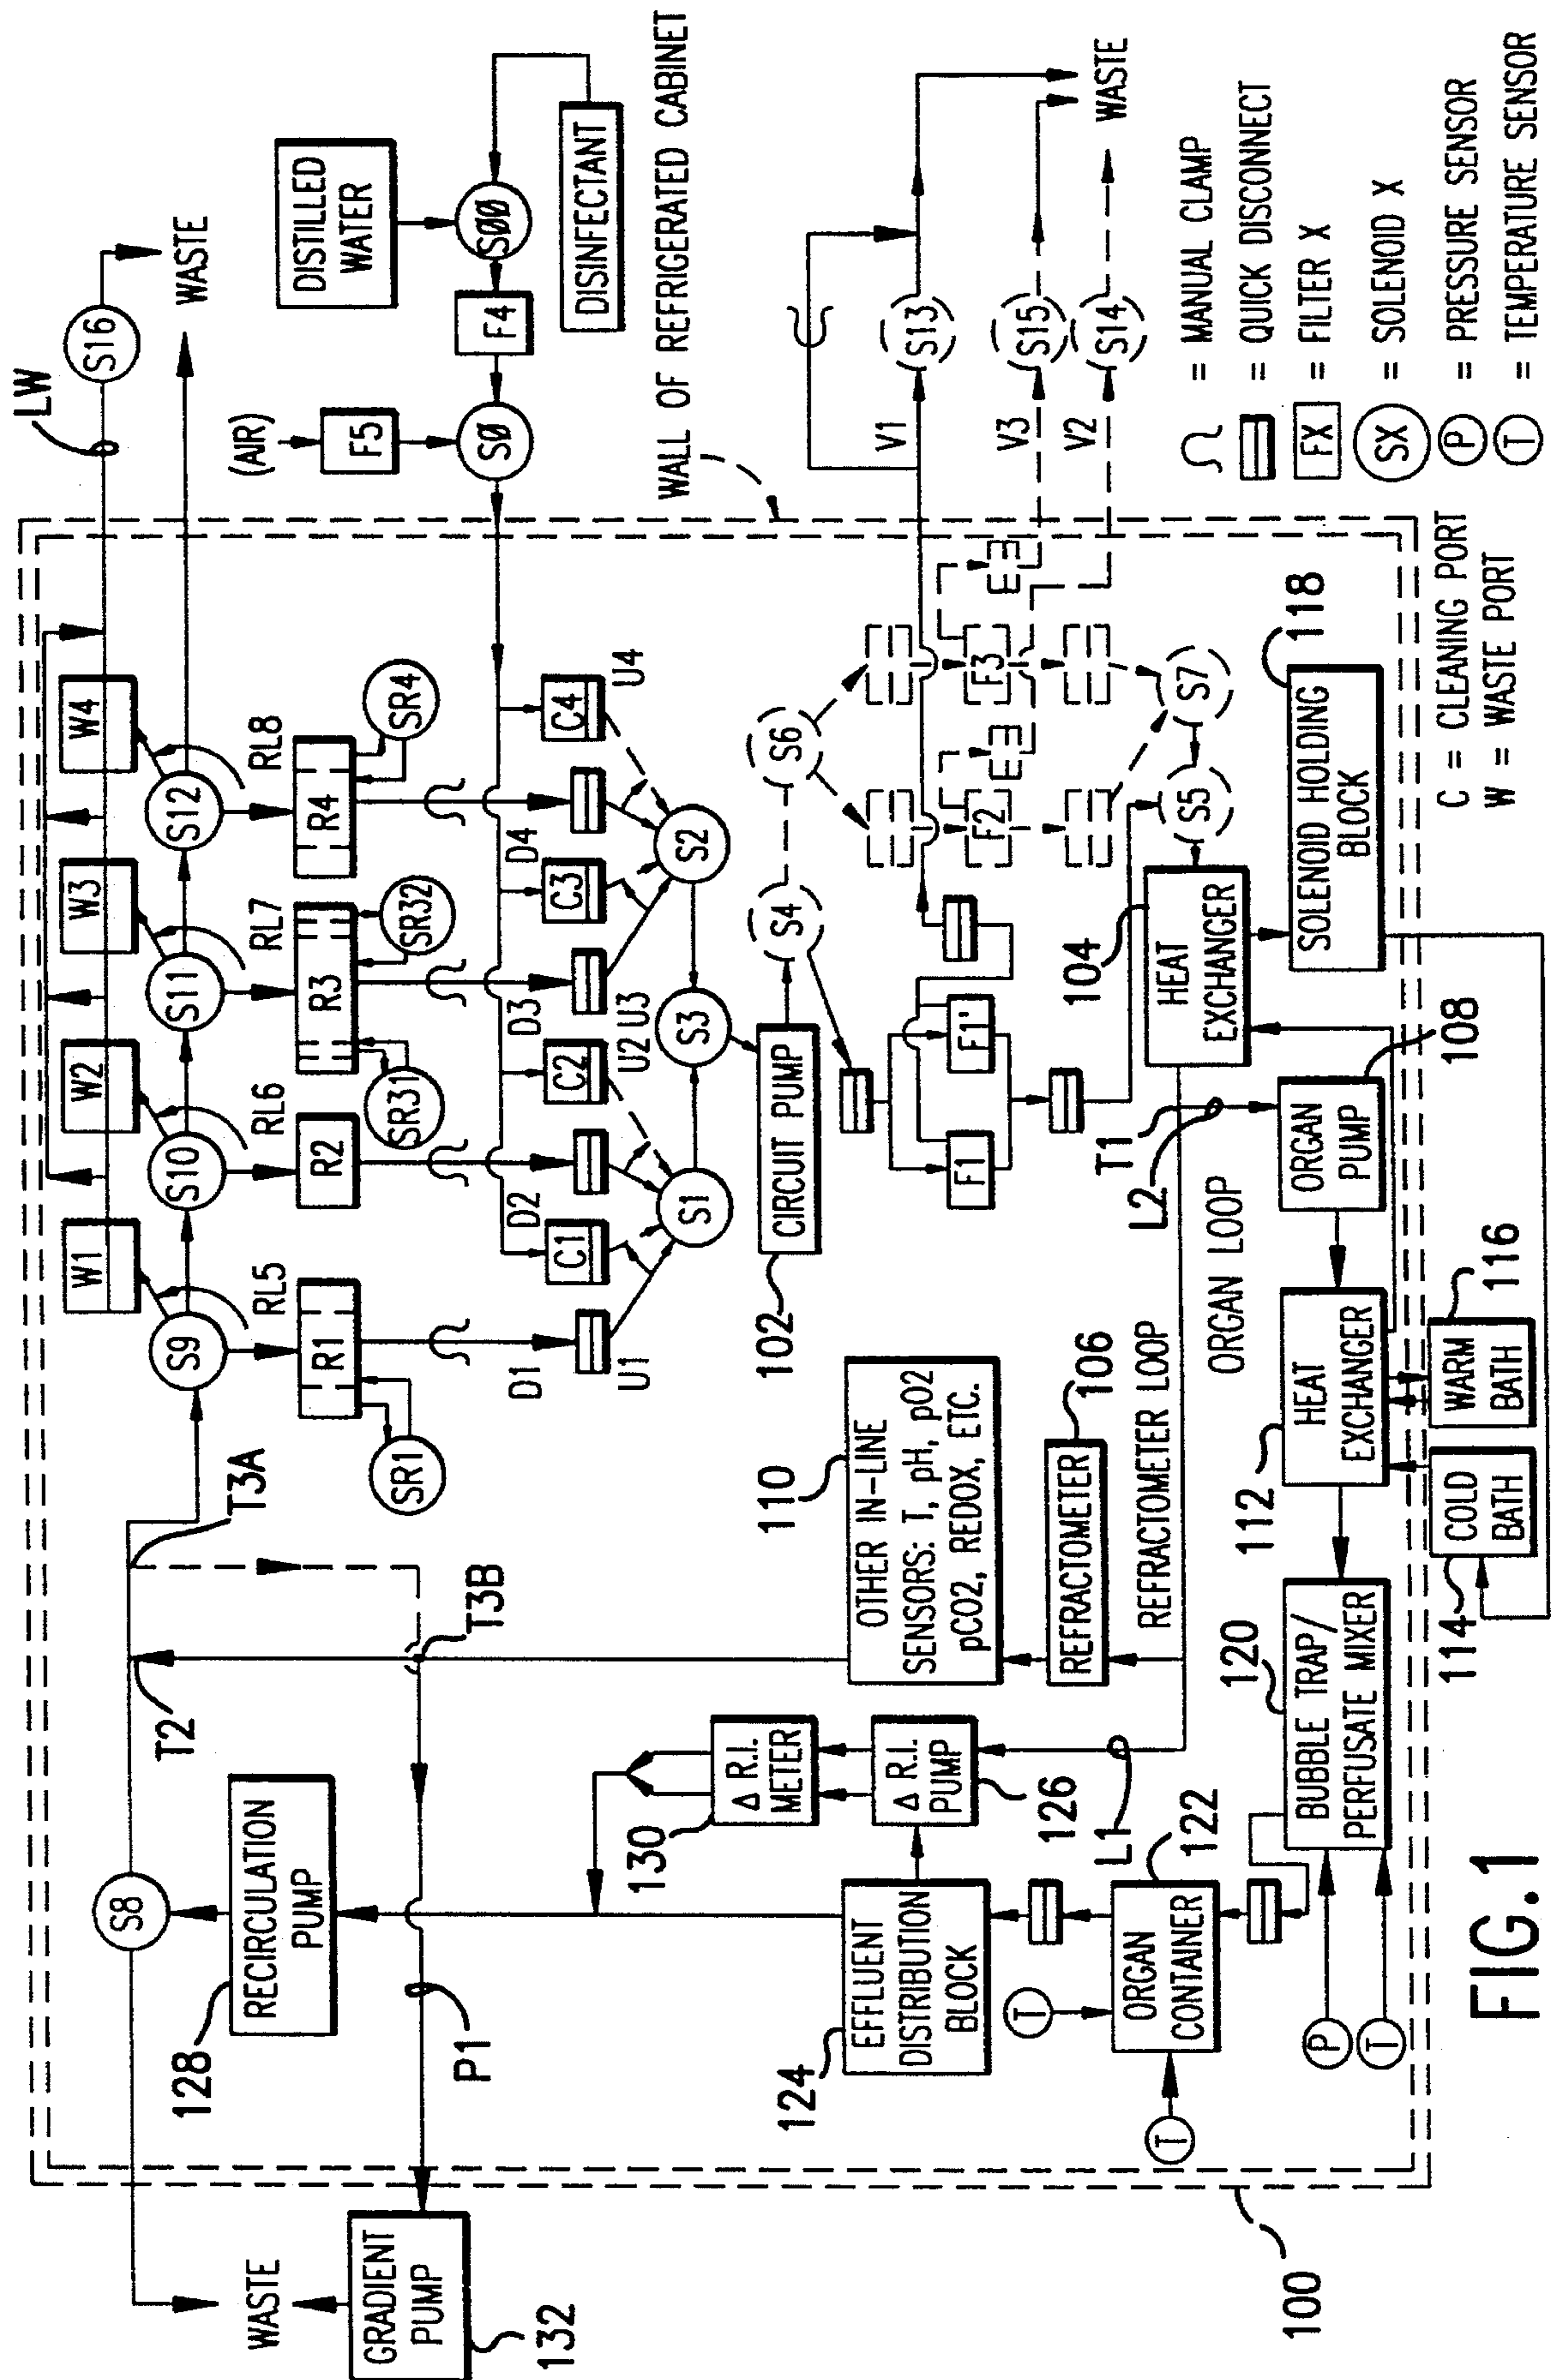 LW
S16
WASTE
WASTE
DISTILLED
WATER
SØØ
DISINFECTANT
F4
(AIR)
F5
SØ
WALL OF REFRIGERATED CABINET
W1
W2
W3
W4
S9
S10
S11
S12
RL5
RL6
RL7
RL8
R1
R2
R3
R4
SR1
SR31
SR32
SR4
D1
D2
D3
D4
U1
U2
U3
U4
C1
C2
C3
C4
S1
S2
S3
CIRCUIT PUMP
102
S4
S6
F1
F1'
F2
F3
S7
S5
V1
V3
V2
S13
S15
S14
WASTE
HEAT
EXCHANGER
104
SOLENOID HOLDING
BLOCK
118
T1
L2
ORGAN
PUMP
108
ORGAN LOOP
HEAT
EXCHANGER
112
WARM
BATH
116
COLD
BATH
114
BUBBLE TRAP/
PERFUSATE MIXER
120
P
T
ORGAN
CONTAINER
122
T
T
EFFLUENT
DISTRIBUTION
BLOCK
124
Δ R.I.
PUMP
126
Δ R.I.
METER
130
L1
REFRACTOMETER LOOP
REFRACTOMETER
106
OTHER IN-LINE
SENSORS: T, pH, pO2
pCO2, REDOX, ETC.
110
T2
T3A
T3B
S8
RECIRCULATION
PUMP
128
P1
WASTE
GRADIENT
PUMP
132
100
= MANUAL CLAMP
= QUICK DISCONNECT
FX = FILTER X
SX = SOLENOID X
P = PRESSURE SENSOR
T = TEMPERATURE SENSOR
C = CLEANING PORT
W = WASTE PORT
FIG.1